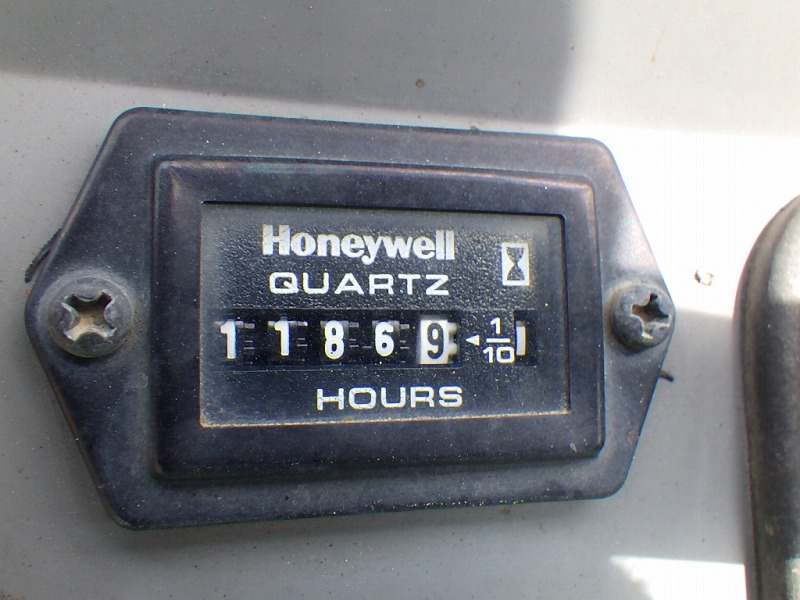 Honeywell
QUARTZ
11869 ◄ 1/10
HOURS